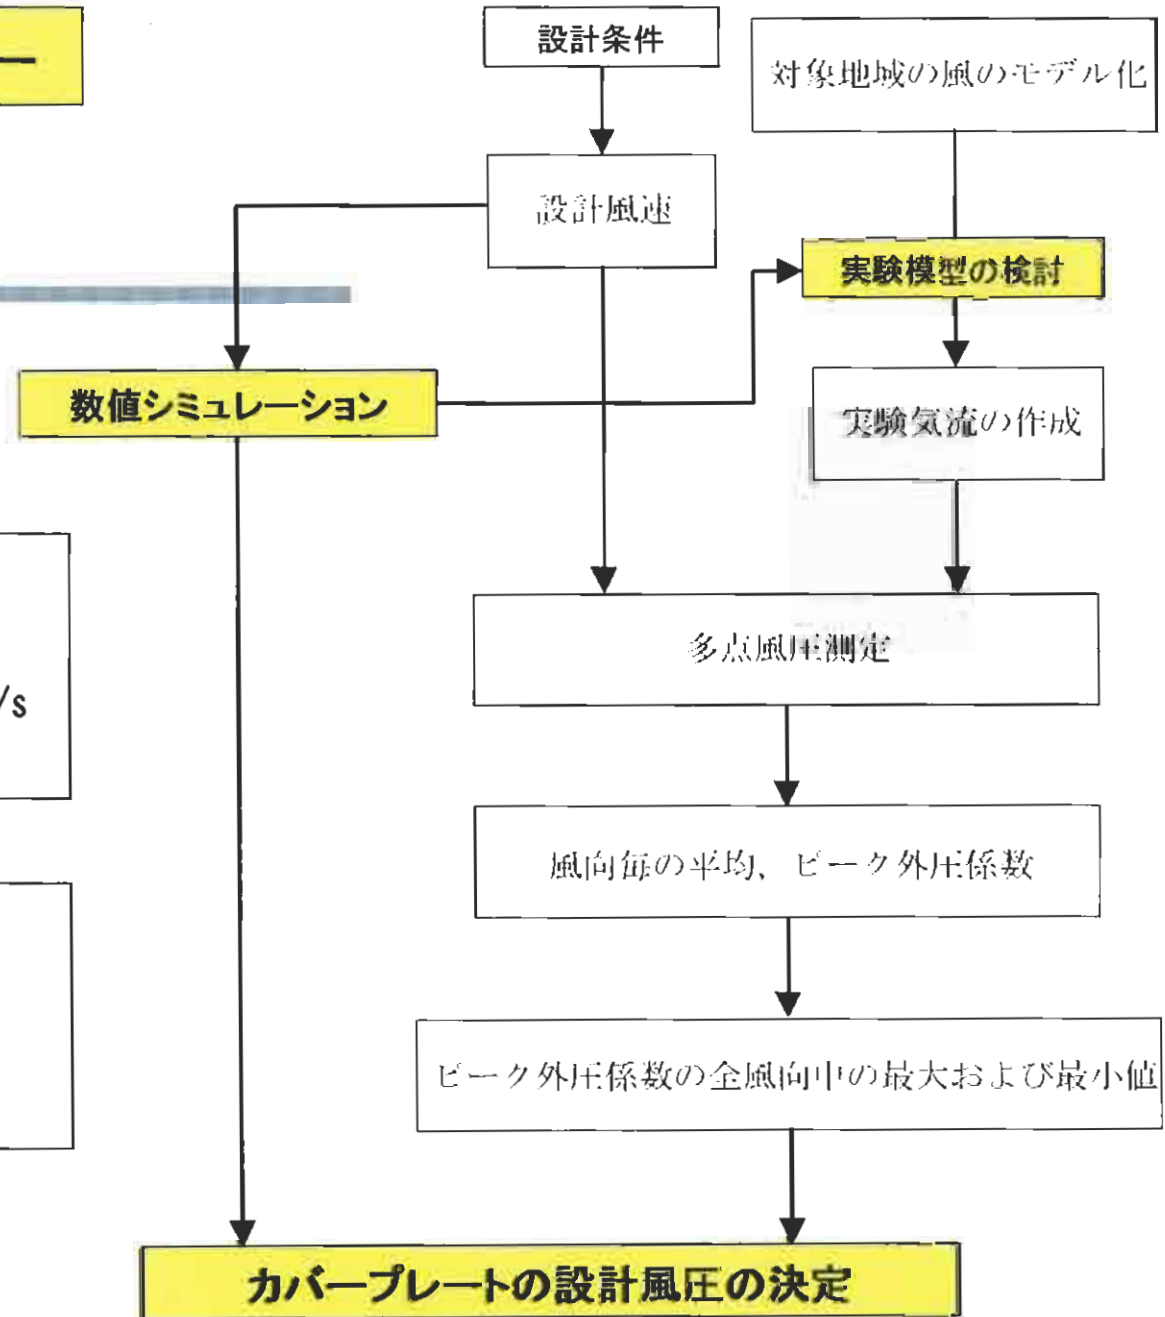 ー
設計条件
対象地域の風のモデル化
設計風速
実験模型の検討
数値シミュレーション
実験気流の作成
/s
多点風圧測定
風向毎の平均，ピーク外圧係数
ピーク外圧係数の全風向中の最大および最小値
カバープレートの設計風圧の決定